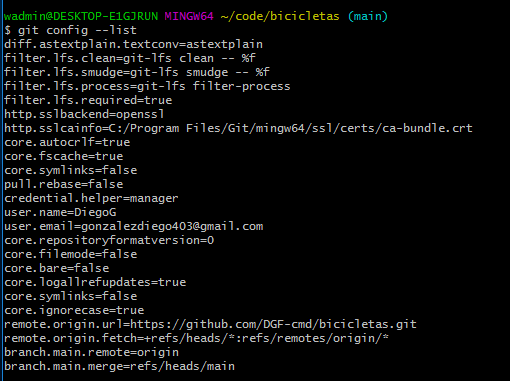 wadmin@DESKTOP-E1GJRUN MINGW64 ~/code/bicicletas (main)
$ git config --list
diff.astextplain.textconv=astextplain
filter.lfs.clean=git-lfs clean -- %f
filter.lfs.smudge=git-lfs smudge -- %f
filter.lfs.process=git-lfs filter-process
filter.lfs.required=true
http.sslbackend=openssl
http.sslcainfo=C:/Program Files/Git/mingw64/ssl/certs/ca-bundle.crt
core.autocrlf=true
core.fscache=true
core.symlinks=false
pull.rebase=false
credential.helper=manager
user.name=DiegoG
user.email=gonzalezdiego403@gmail.com
core.repositoryformatversion=0
core.filemode=false
core.bare=false
core.logallrefupdates=true
core.symlinks=false
core.ignorecase=true
remote.origin.url=https://github.com/DGF-cmd/bicicletas.git
remote.origin.fetch=+refs/heads/*:refs/remotes/origin/*
branch.main.remote=origin
branch.main.merge=refs/heads/main